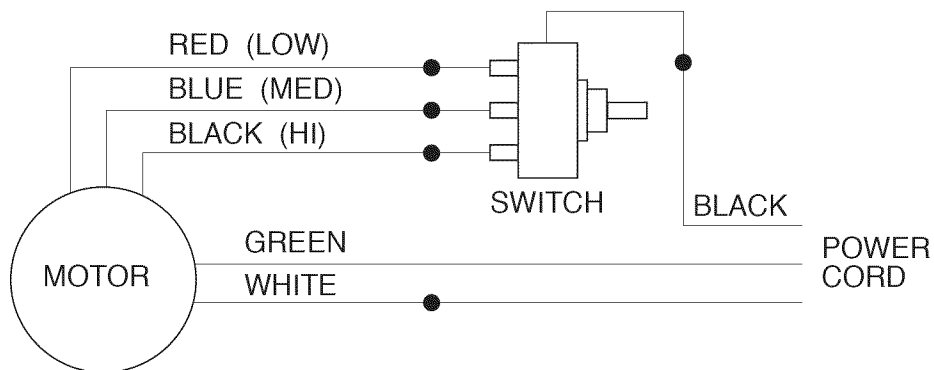 RED (LOW)
BLUE (MED)
BLACK (HI)
SWITCH
BLACK
GREEN
POWER
CORD
MOTOR
WHITE